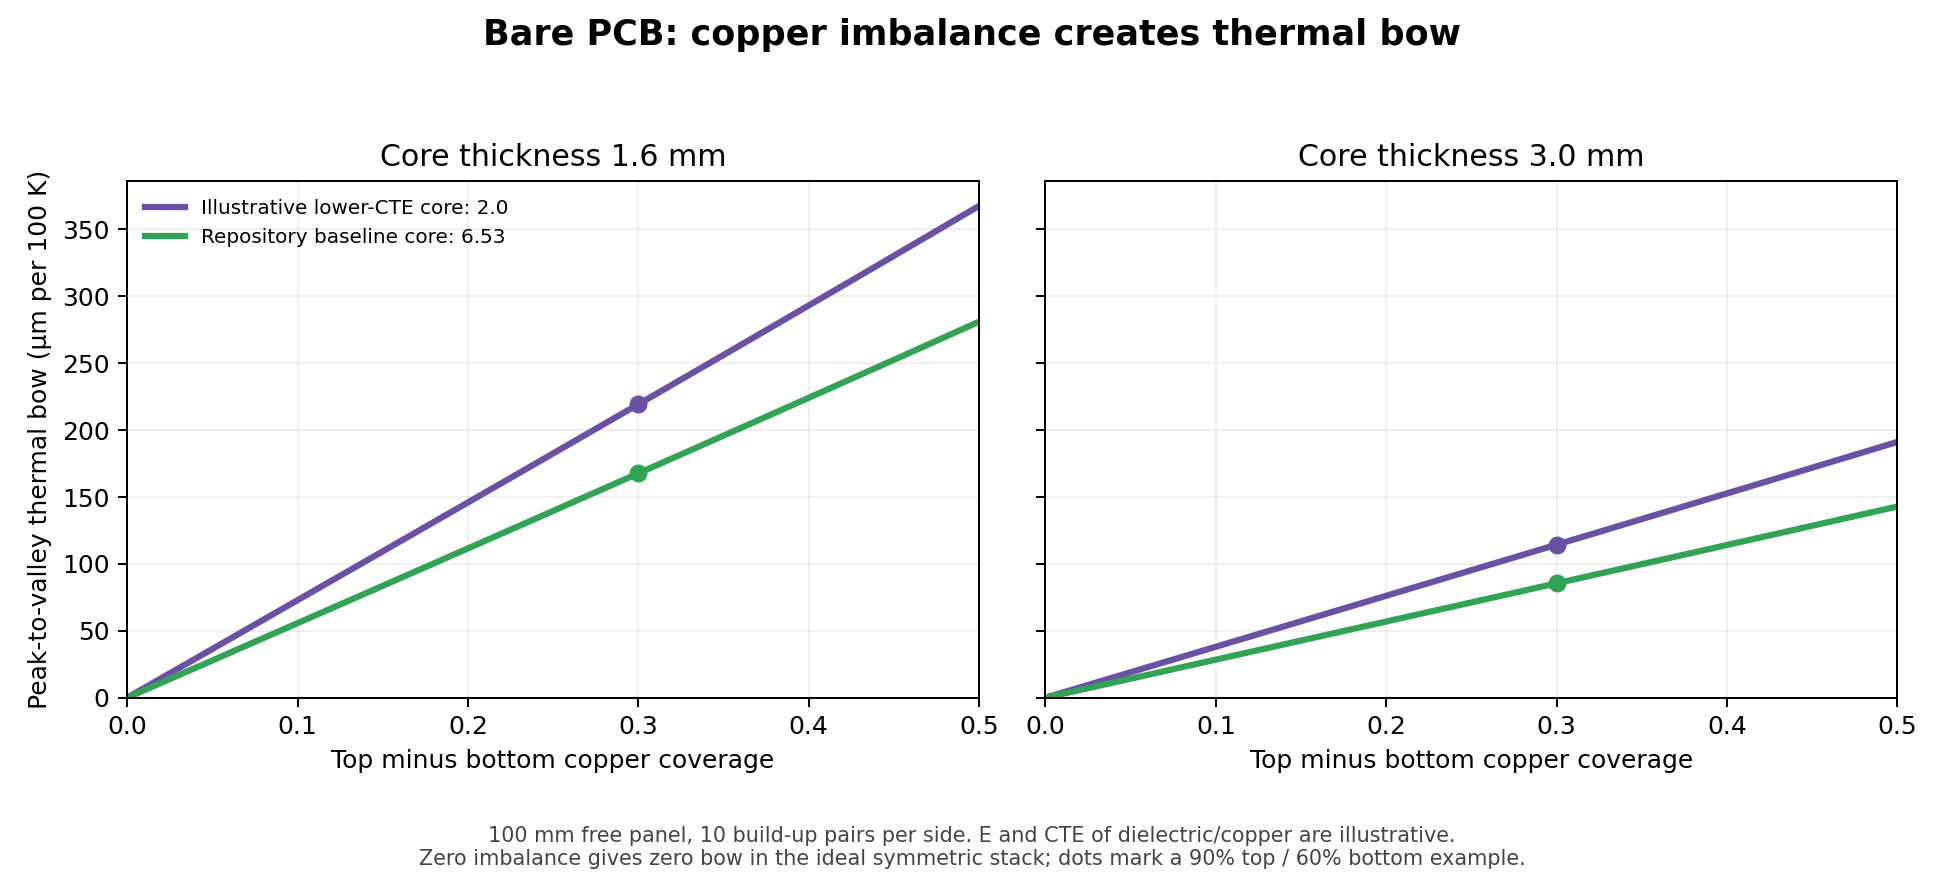 Bare PCB: copper imbalance creates thermal bow
Core thickness 1.6 mm
Core thickness 3.0 mm
Peak-to-valley thermal bow (µm per 100 K)
Illustrative lower-CTE core: 2.0
Repository baseline core: 6.53
350
300
250
200
150
100
50
0
0.0 0.1 0.2 0.3 0.4 0.5
0.0 0.1 0.2 0.3 0.4 0.5
Top minus bottom copper coverage
Top minus bottom copper coverage
100 mm free panel, 10 build-up pairs per side. E and CTE of dielectric/copper are illustrative.
Zero imbalance gives zero bow in the ideal symmetric stack; dots mark a 90% top / 60% bottom example.